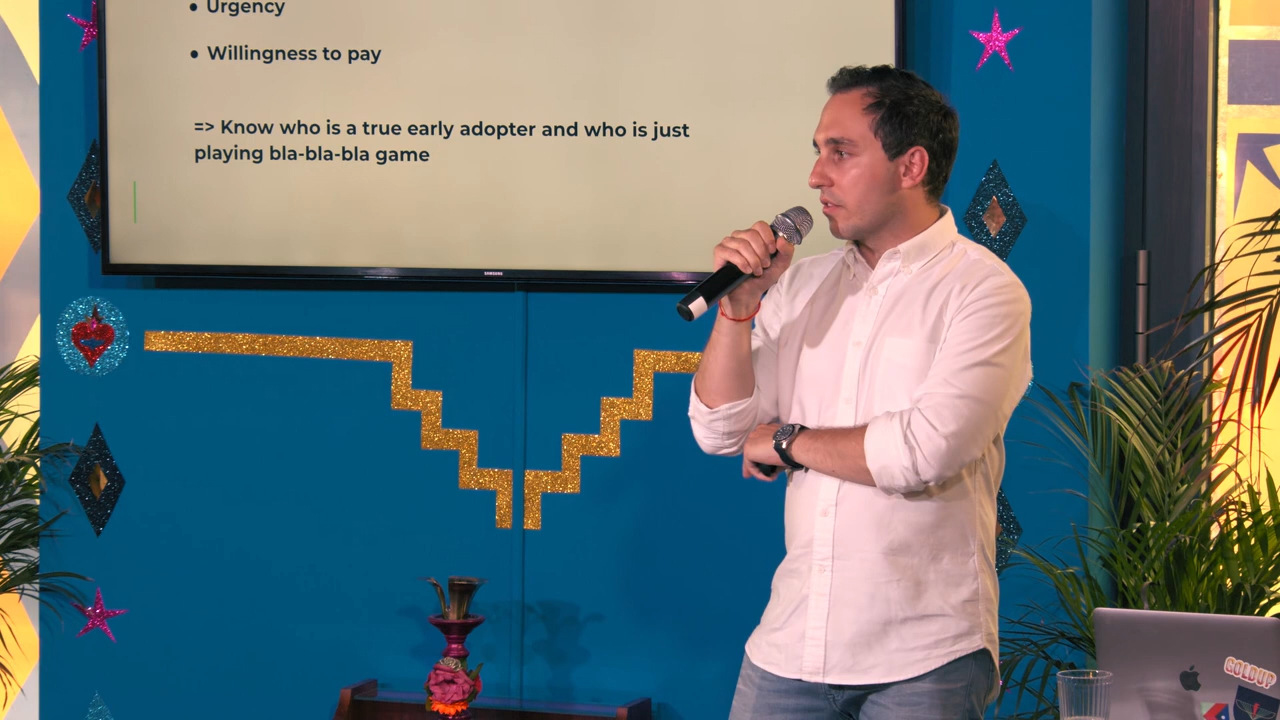 • Urgency
• Willingness to pay
=> Know who is a true early adopter and who is just
playing bla-bla-bla game
SAMSUNG
GOLDUP